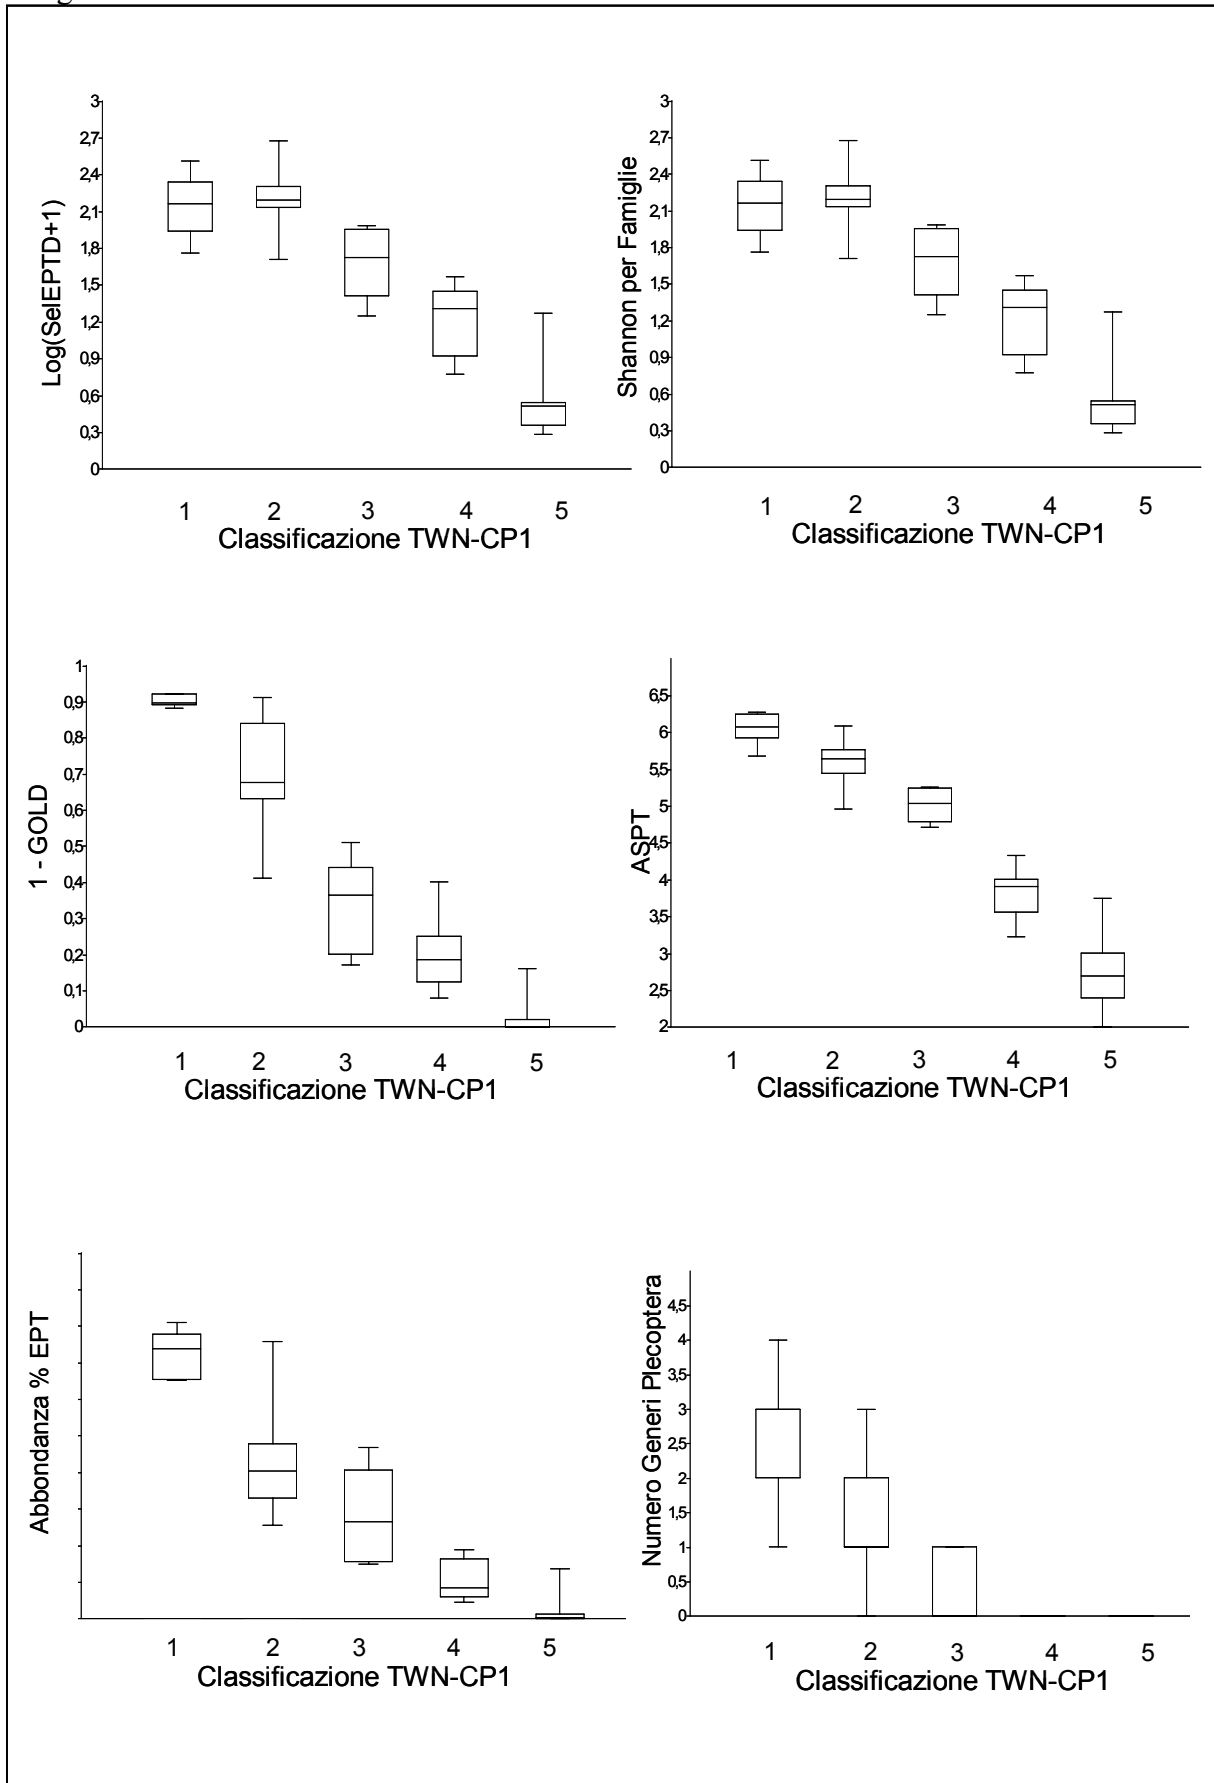 Log(SelEPTD+1)
3
2,7
2,4
2,1
1,8
1,5
1,2
0,9
0,6
0,3
0
1 2 3 4 5
Classificazione TWN-CP1
Shannon per Famiglie
3
2,7
2,4
2,1
1,8
1,5
1,2
0,9
0,6
0,3
0
1 2 3 4 5
Classificazione TWN-CP1
1 - GOLD
1
0,9
0,8
0,7
0,6
0,5
0,4
0,3
0,2
0,1
0
1 2 3 4 5
Classificazione TWN-CP1
ASPT
6,5
6
5,5
5
4,5
4
3,5
3
2,5
2
1 2 3 4 5
Classificazione TWN-CP1
Abbondanza % EPT
1 2 3 4 5
Classificazione TWN-CP1
Numero Generi Plecoptera
4,5
4
3,5
3
2,5
2
1,5
1
0,5
0
1 2 3 4 5
Classificazione TWN-CP1